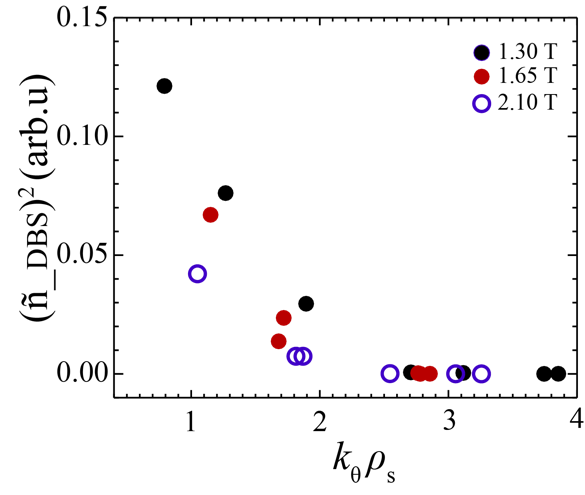 0.15
0.10
0.05
0.00
(ñ_DBS)² (arb.u)
1.30 T
1.65 T
2.10 T
1 2 3 4
kθρs